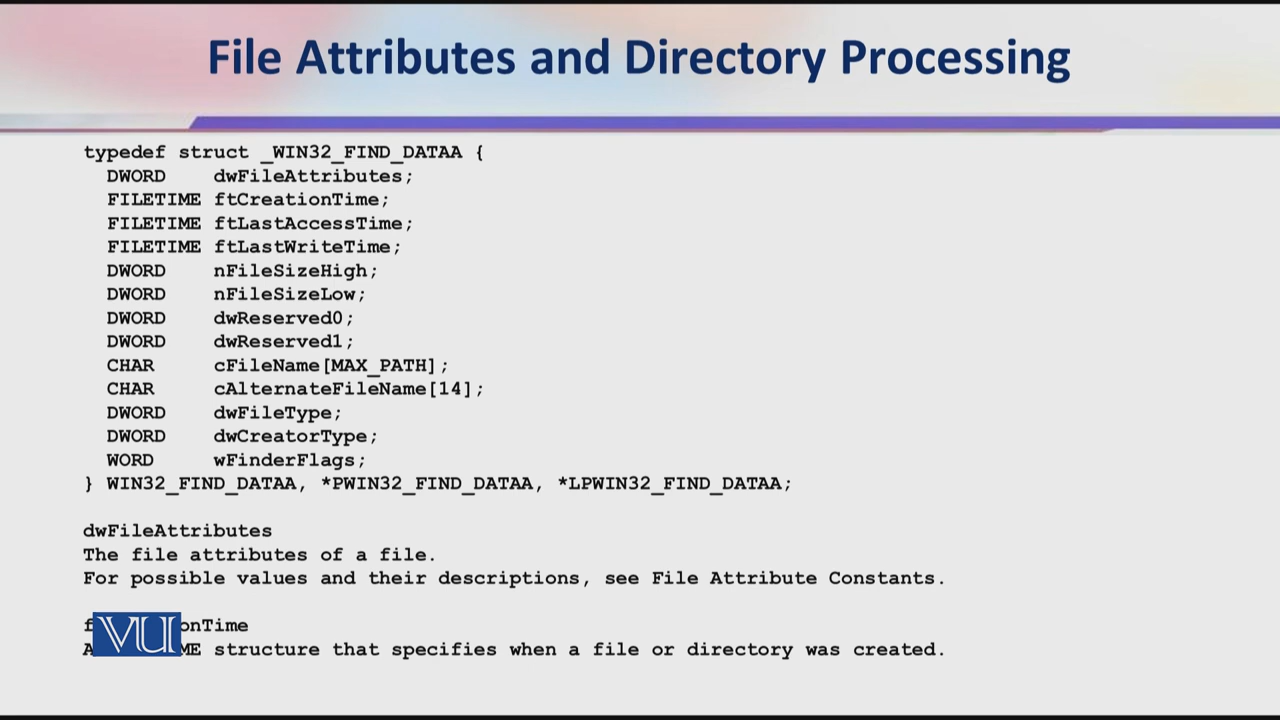 File Attributes and Directory Processing
typedef struct _WIN32_FIND_DATAA {
DWORD dwFileAttributes;
FILETIME ftCreationTime;
FILETIME ftLastAccessTime;
FILETIME ftLastWriteTime;
DWORD nFileSizeHigh;
DWORD nFileSizeLow;
DWORD dwReserved0;
DWORD dwReserved1;
CHAR cFileName[MAX_PATH];
CHAR cAlternateFileName[14];
DWORD dwFileType;
DWORD dwCreatorType;
WORD wFinderFlags;
} WIN32_FIND_DATAA, *PWIN32_FIND_DATAA, *LPWIN32_FIND_DATAA;
dwFileAttributes
The file attributes of a file.
For possible values and their descriptions, see File Attribute Constants.
VU
structure that specifies when a file or directory was created.